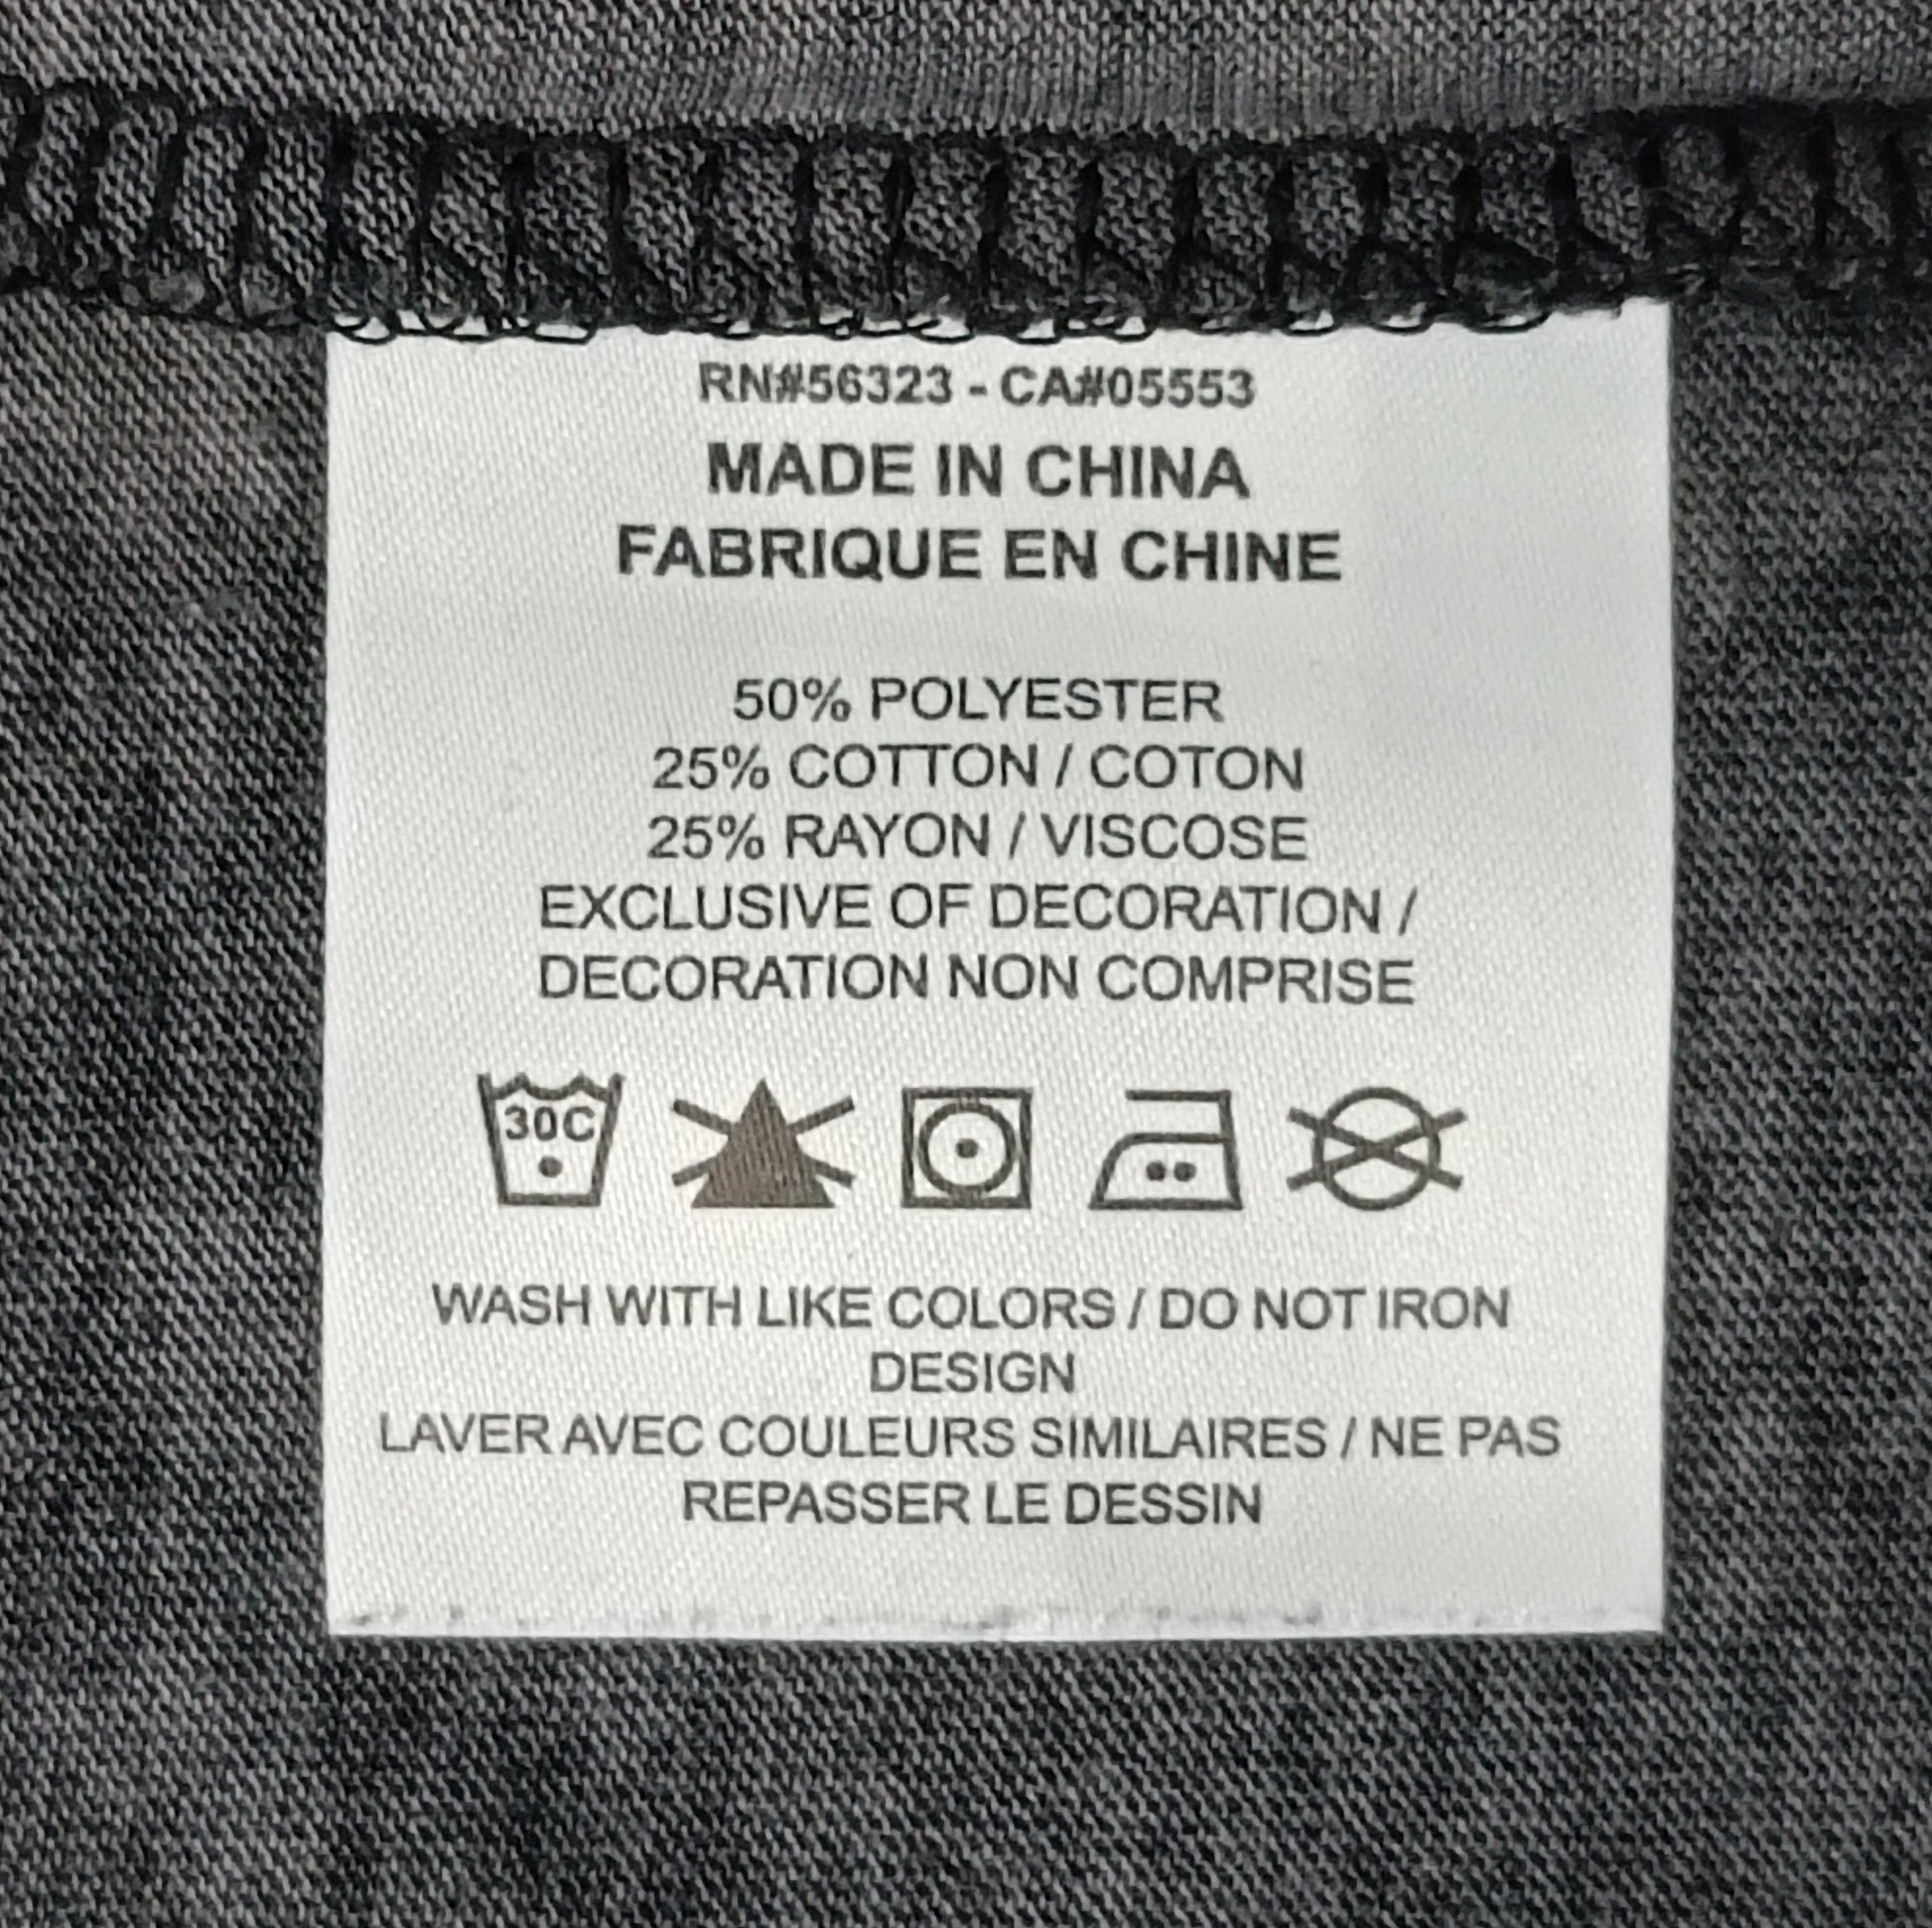 RN#56323 - CA#05553
MADE IN CHINA
FABRIQUE EN CHINE
50% POLYESTER
25% COTTON / COTON
25% RAYON / VISCOSE
EXCLUSIVE OF DECORATION /
DECORATION NON COMPRISE
30C
WASH WITH LIKE COLORS / DO NOT IRON
DESIGN
LAVER AVEC COULEURS SIMILAIRES / NE PAS
REPASSER LE DESSIN